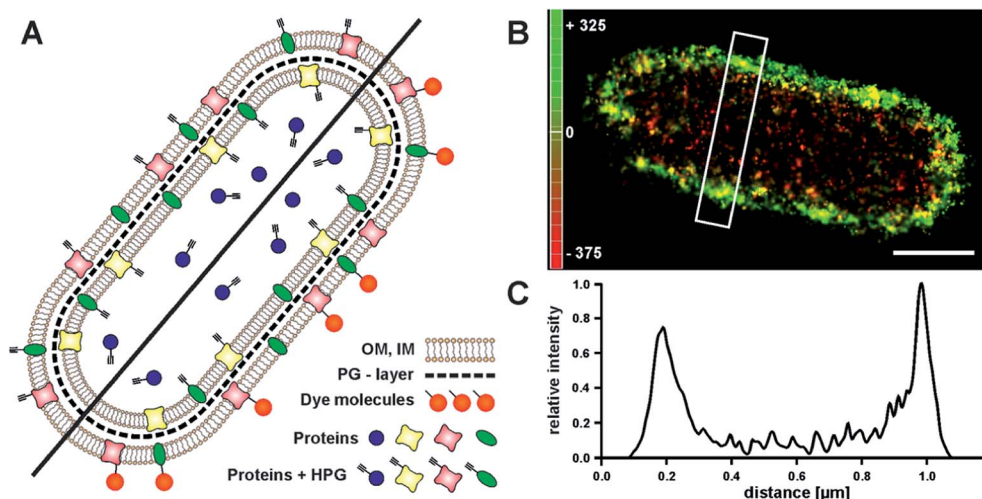 A
OM, IM
PG - layer
Dye molecules
Proteins
Proteins + HPG
B
+ 325
0
- 375
C
relative intensity
1.0
0.8
0.6
0.4
0.2
0.0
0.0 0.2 0.4 0.6 0.8 1.0
distance [µm]